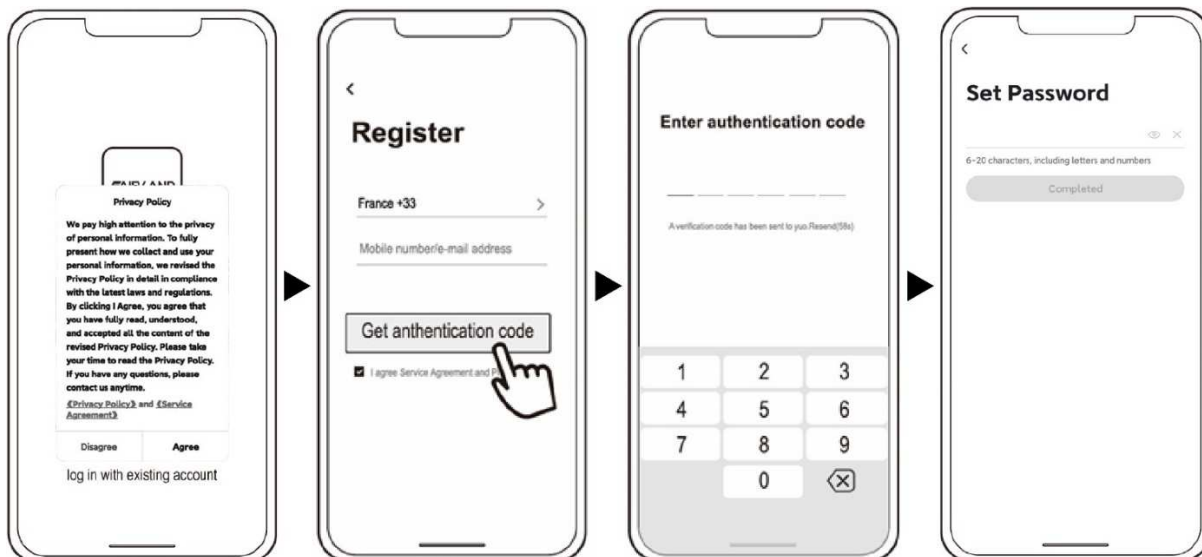 Privacy Policy
We pay high attention to the privacy
of personal information. To fully
present how we collect and use your
personal information, we revised the
Privacy Policy in detail in compliance
with the latest laws and regulations.
By clicking I Agree, you agree that
you have fully read, understood,
and accepted all the content of the
revised Privacy Policy. Please take
your time to read the Privacy Policy.
If you have any questions, please
contact us anytime.
《Privacy Policy》 and 《Service
Agreement》
Disagree Agree
log in with existing account
Register
France +33
Mobile number/e-mail address
Get anthentication code
I agree Service Agreement and
Enter authentication code
A verification code has been sent to yuo.Resend(58s)
1 2 3
4 5 6
7 8 9
0
Set Password
6-20 characters, including letters and numbers
Completed